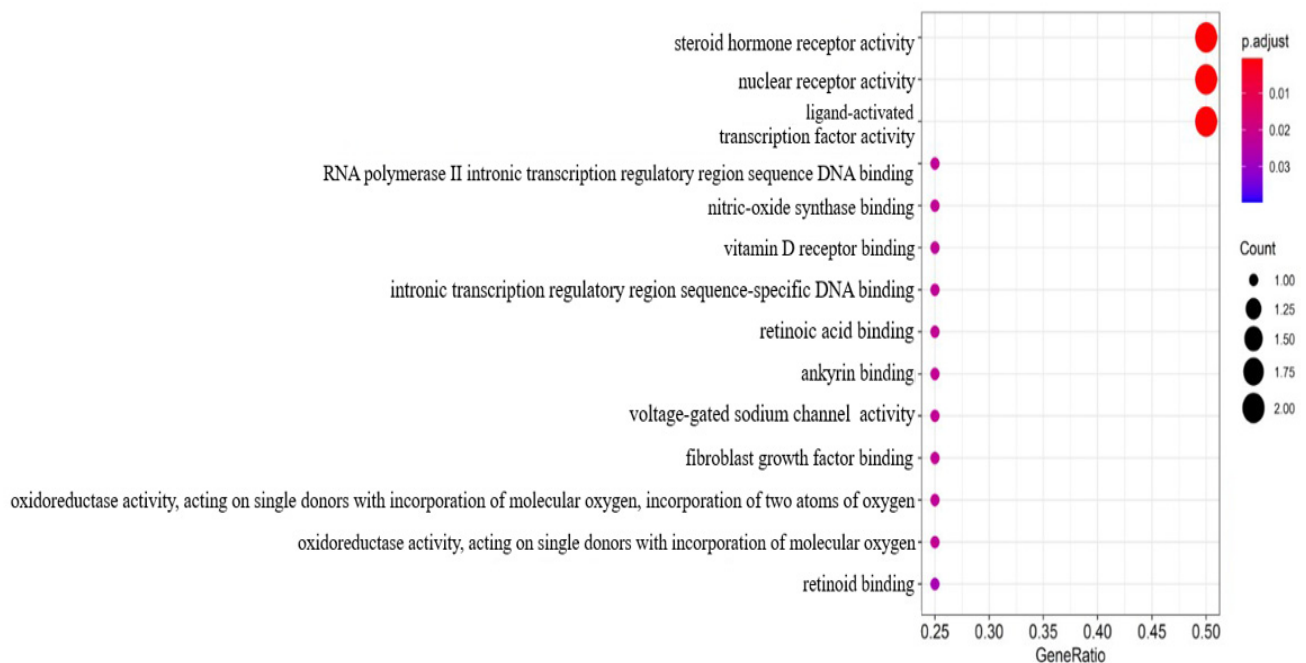 steroid hormone receptor activity
nuclear receptor activity
ligand-activated
transcription factor activity
RNA polymerase II intronic transcription regulatory region sequence DNA binding
nitric-oxide synthase binding
vitamin D receptor binding
intronic transcription regulatory region sequence-specific DNA binding
retinoic acid binding
ankyrin binding
voltage-gated sodium channel activity
fibroblast growth factor binding
oxidoreductase activity, acting on single donors with incorporation of molecular oxygen, incorporation of two atoms of oxygen
oxidoreductase activity, acting on single donors with incorporation of molecular oxygen
retinoid binding
0.25 0.30 0.35 0.40 0.45 0.50
GeneRatio
p.adjust
0.01
0.02
0.03
Count
1.00
1.25
1.50
1.75
2.00